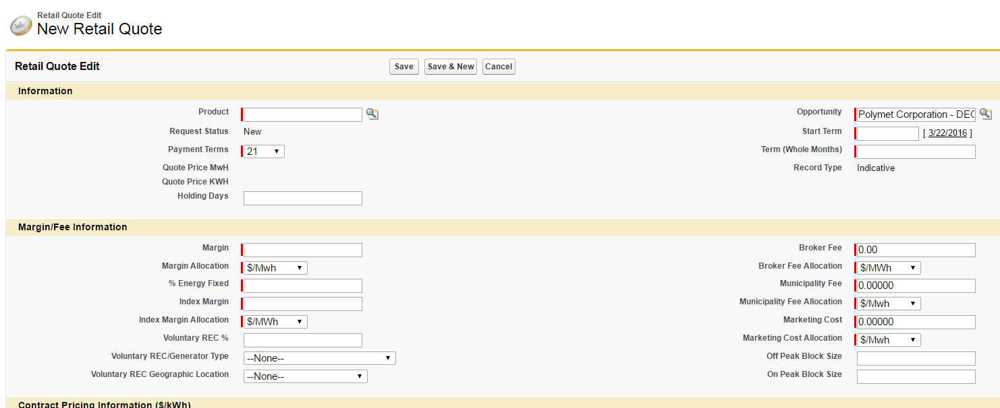 Retail Quote Edit
New Retail Quote
Retail Quote Edit Save Save & New Cancel
Information
Product Opportunity Polymet Corporation - DEC
Request Status New Start Term [ 3/22/2016 ]
Payment Terms 21 Term (Whole Months)
Quote Price MwH Record Type Indicative
Quote Price KWH
Holding Days
Margin/Fee Information
Margin Broker Fee 0.00
Margin Allocation $/Mwh Broker Fee Allocation $/MWh
% Energy Fixed Municipality Fee 0.00000
Index Margin Municipality Fee Allocation $/Mwh
Index Margin Allocation $/MWh Marketing Cost 0.00000
Voluntary REC % Marketing Cost Allocation $/Mwh
Voluntary REC/Generator Type --None-- Off Peak Block Size
Voluntary REC Geographic Location --None-- On Peak Block Size
Contract Pricing Information ($/kWh)